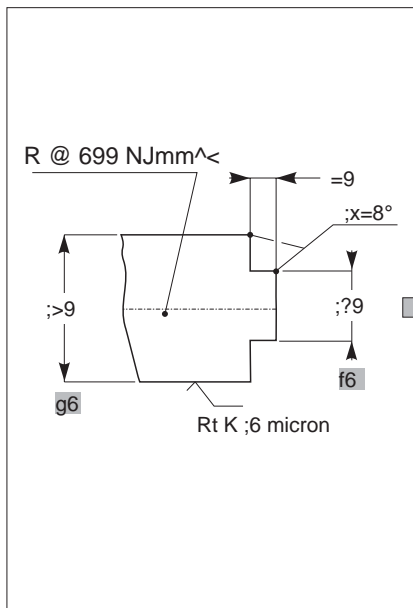 R @ 699 NJmm^<
=9
;x=8°
;>9
;?9
g6
f6
Rt K ;6 micron